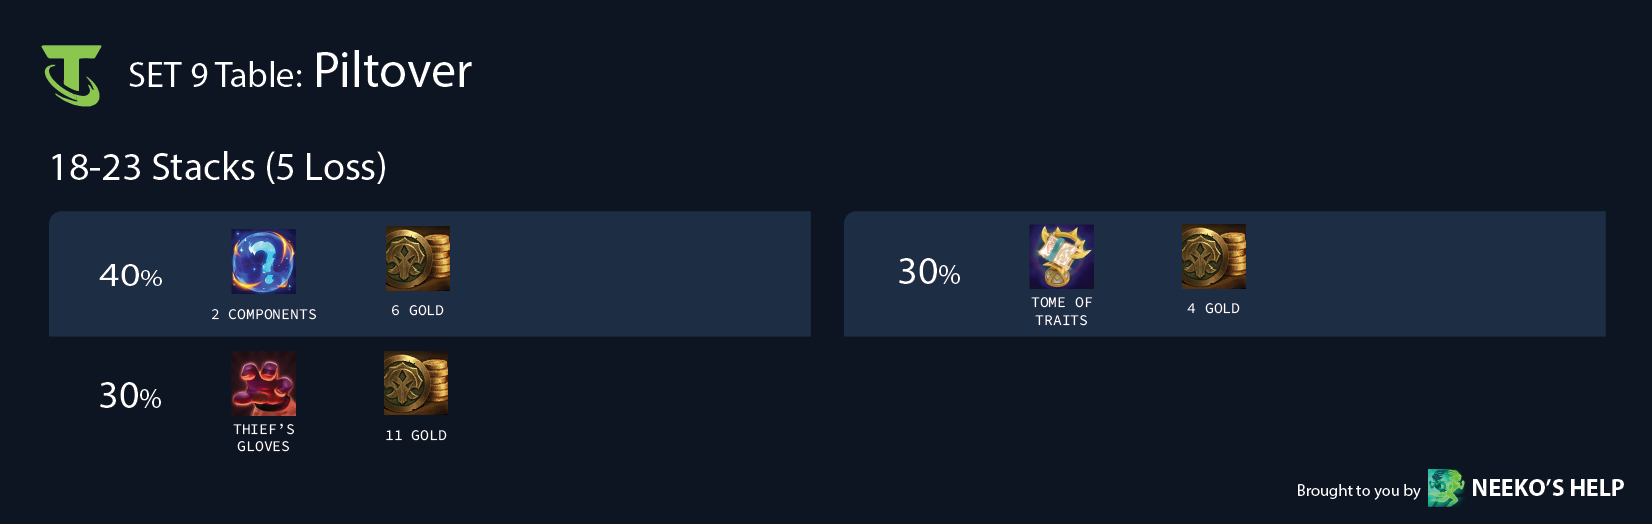 SET 9 Table: Piltover
18-23 Stacks (5 Loss)
40%
2 COMPONENTS
6 GOLD
30%
TOME OF
TRAITS
4 GOLD
30%
THIEF’S
GLOVES
11 GOLD
Brought to you by NEEKO’S HELP